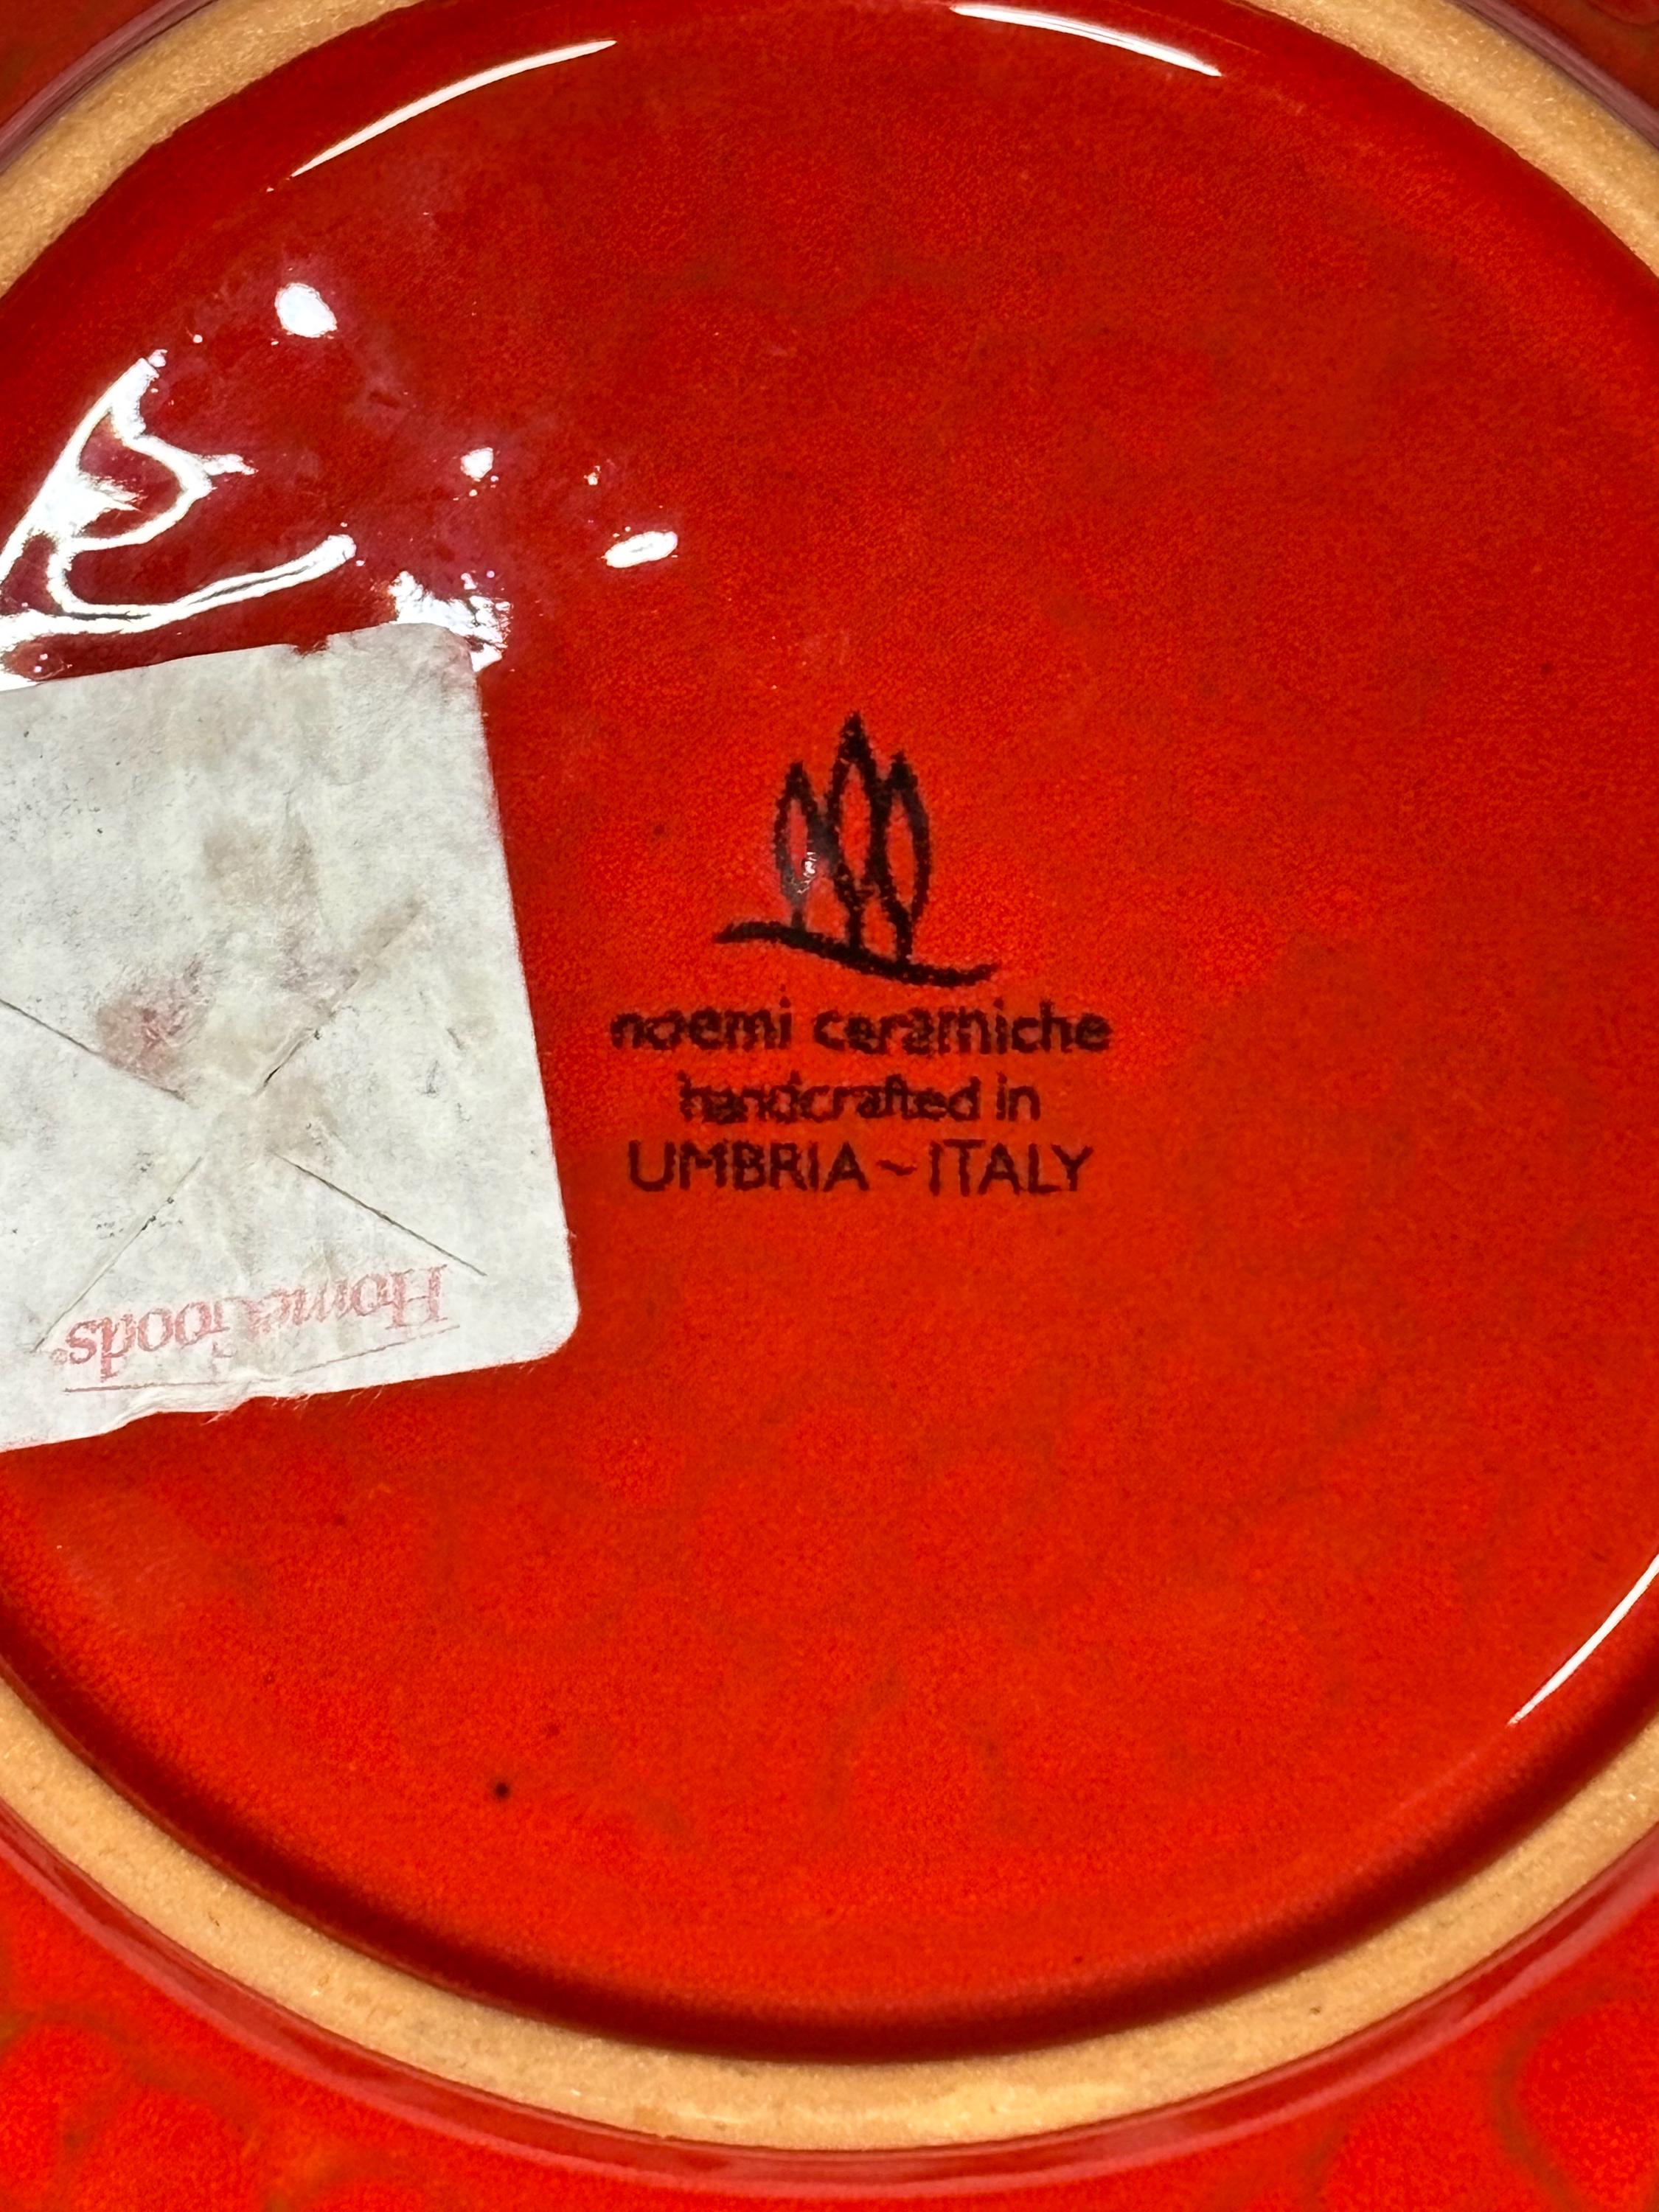 noemi ceramiche
handcrafted in
UMBRIA ~ ITALY
HomeGoods®